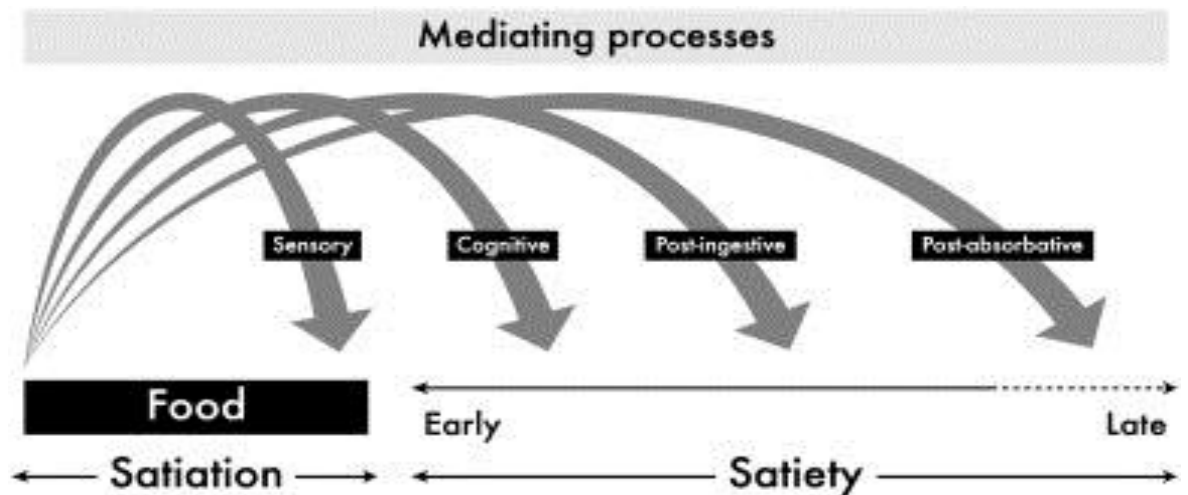 Mediating processes
Sensory Cognitive Post-ingestive Post-absorbative
Food
Early Late
Satiation Satiety